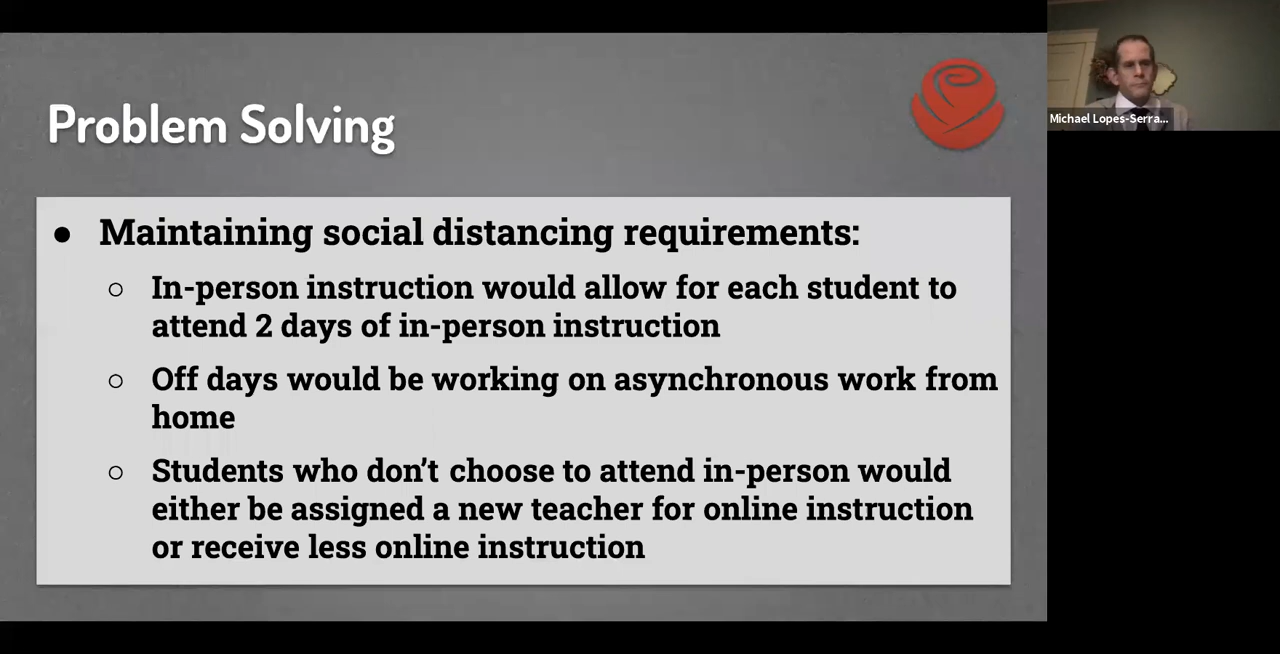 Problem Solving
Michael Lopes-Serra...
● Maintaining social distancing requirements:
○ In-person instruction would allow for each student to
attend 2 days of in-person instruction
○ Off days would be working on asynchronous work from
home
○ Students who don’t choose to attend in-person would
either be assigned a new teacher for online instruction
or receive less online instruction